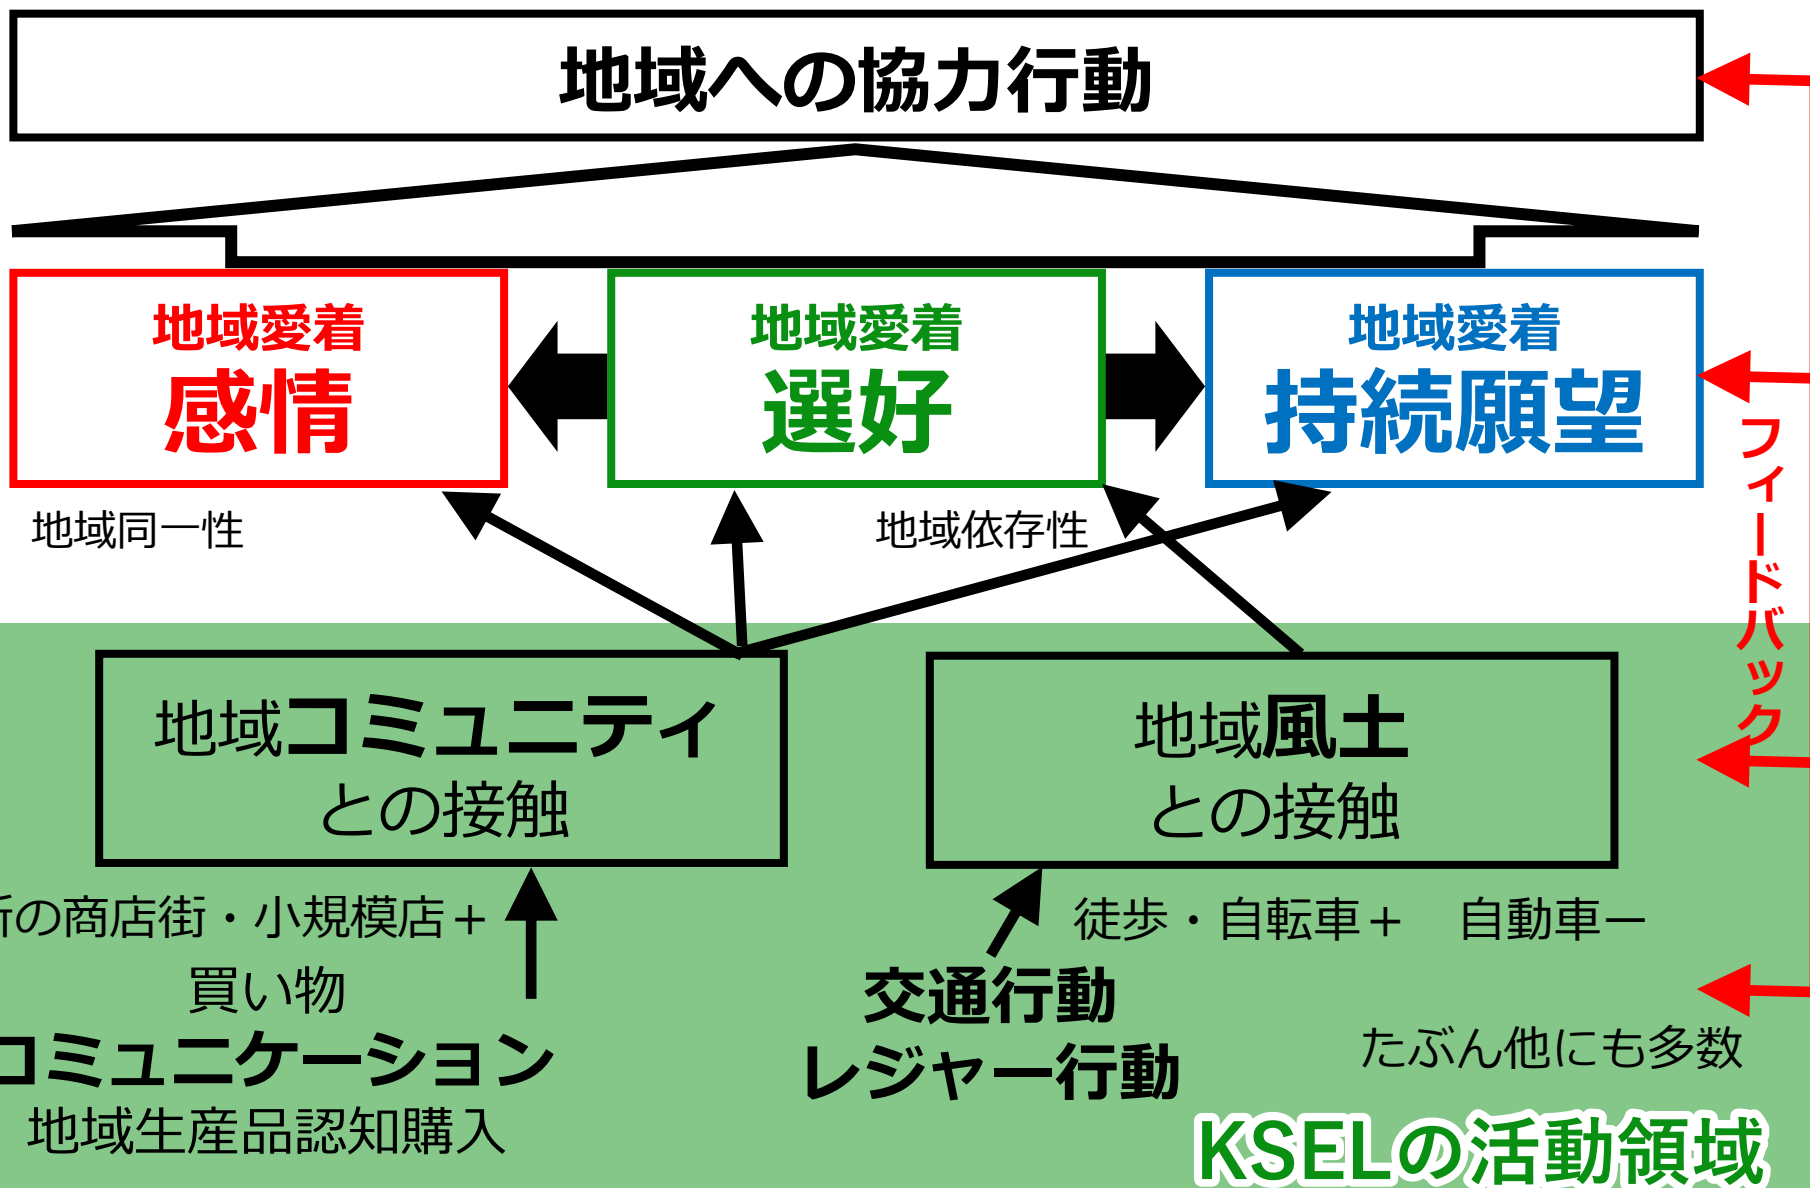 地域への協力行動
地域愛着
感情
地域愛着
選好
地域愛着
持続願望
地域同一性
地域依存性
フィードバック
地域コミュニティ
との接触
地域風土
との接触
の商店街・小規模店+
買い物
コミュニケーション
地域生産品認知購入
徒歩・自転車+ 自動車ー
交通行動
レジャー行動
たぶん他にも多数
KSELの活動領域